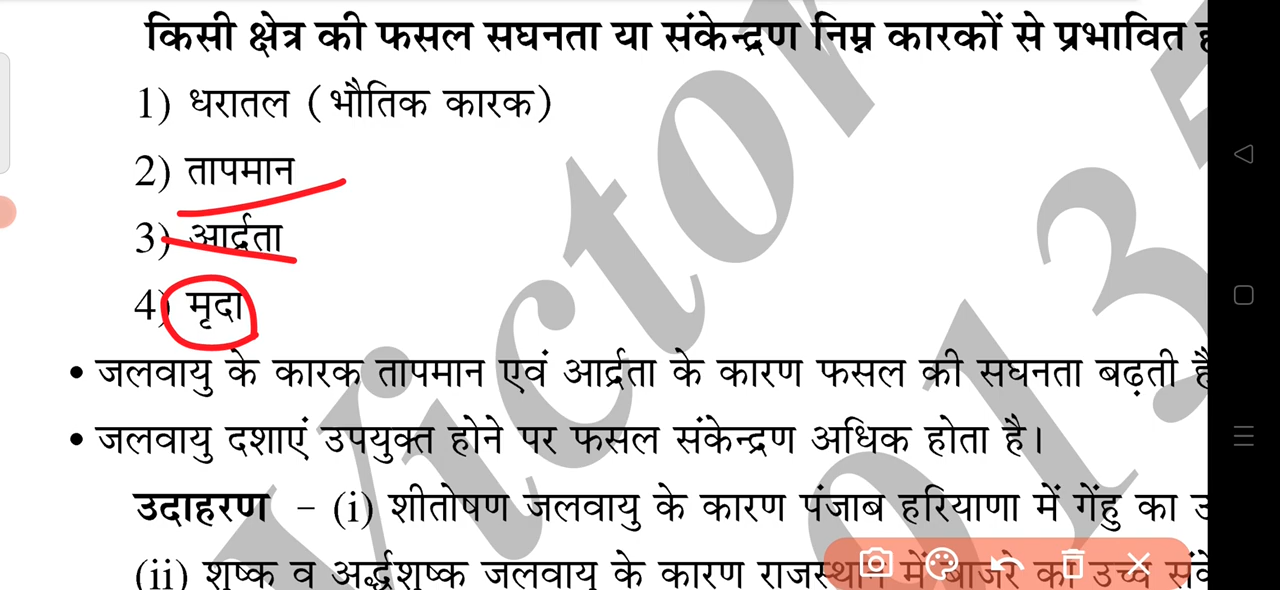 किसी क्षेत्र की फसल सघनता या संकेन्द्रण निम्न कारकों से प्रभावित
1) धरातल (भौतिक कारक)
2) तापमान
3) आर्द्रता
4) मृदा
• जलवायु के कारक तापमान एवं आर्द्रता के कारण फसल की सघनता बढ़ती है
• जलवायु दशाएं उपयुक्त होने पर फसल संकेन्द्रण अधिक होता है।
उदाहरण – (i) शीतोषण जलवायु के कारण पंजाब हरियाणा में गेंहु का
(ii) शुष्क व अर्द्धशुष्क जलवायु के कारण राजस्थान में बाजरे का उच्च
Victor